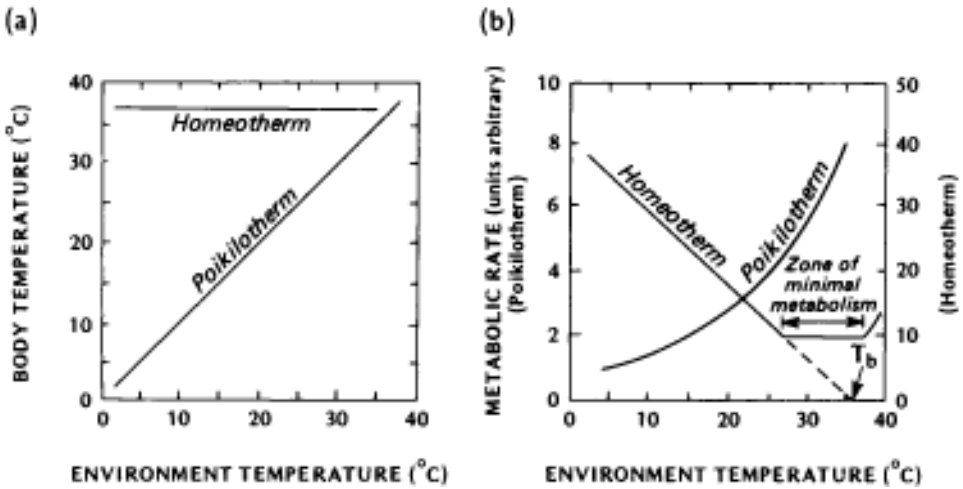 (a)
40
30
20
10
0
BODY TEMPERATURE (°C)
Homeotherm
Poikilotherm
0 10 20 30 40
ENVIRONMENT TEMPERATURE (°C)
(b)
10
8
6
4
2
0
METABOLIC RATE (units arbitrary)
(Poikilotherm)
Homeotherm
Poikilotherm
Zone of
minimal
metabolism
Tb
50
40
30
20
10
0
(Homeotherm)
0 10 20 30 40
ENVIRONMENT TEMPERATURE (°C)